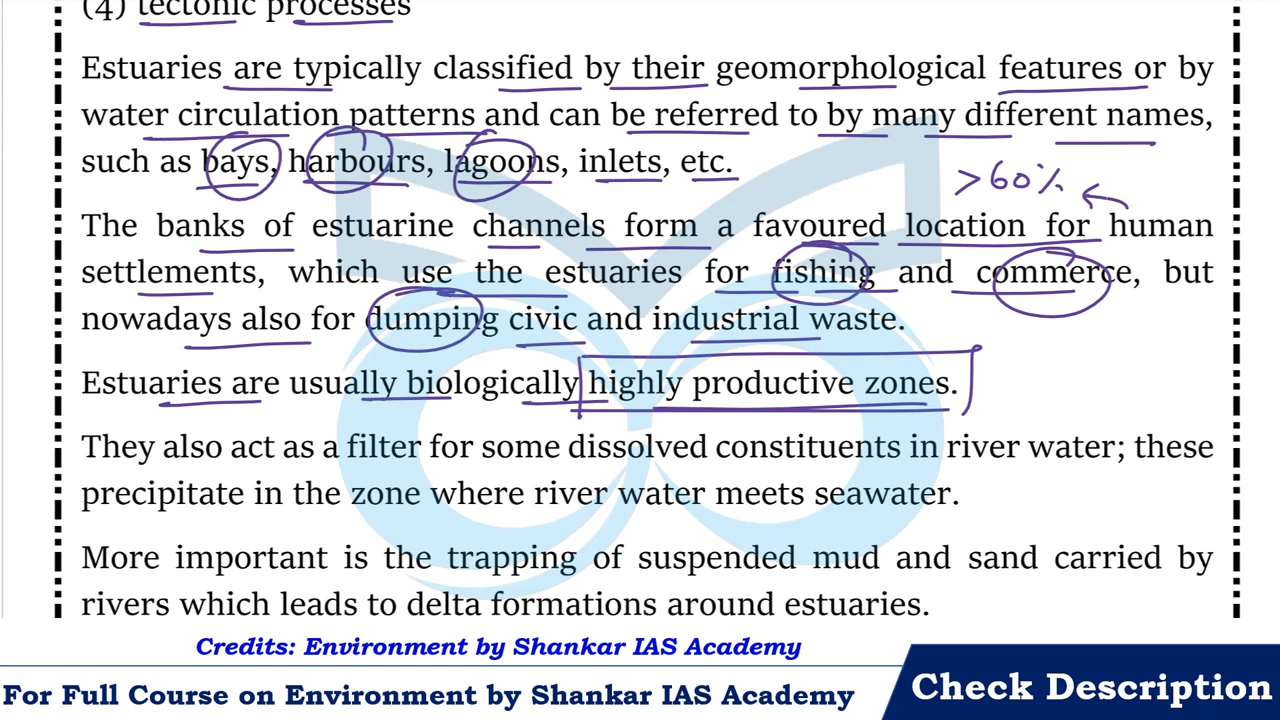 (4) tectonic processes
Estuaries are typically classified by their geomorphological features or by
water circulation patterns and can be referred to by many different names,
such as bays, harbours, lagoons, inlets, etc.
>60%
The banks of estuarine channels form a favoured location for human
settlements, which use the estuaries for fishing and commerce, but
nowadays also for dumping civic and industrial waste.
Estuaries are usually biologically highly productive zones.
They also act as a filter for some dissolved constituents in river water; these
precipitate in the zone where river water meets seawater.
More important is the trapping of suspended mud and sand carried by
rivers which leads to delta formations around estuaries.
Credits: Environment by Shankar IAS Academy
For Full Course on Environment by Shankar IAS Academy
Check Description